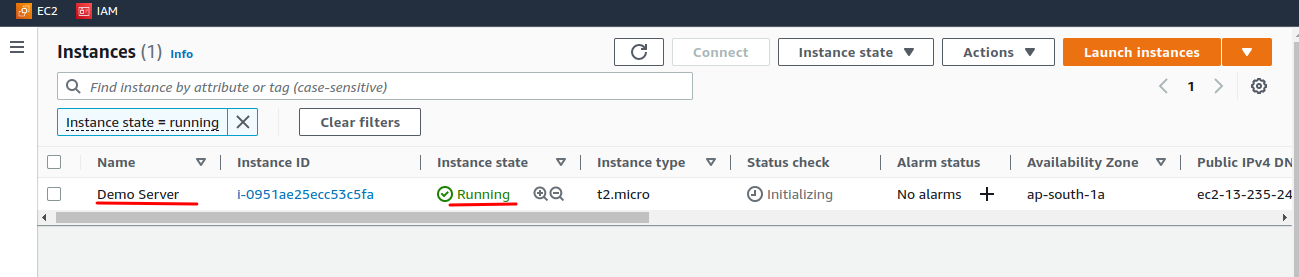 EC2 IAM
Instances (1) Info
Connect Instance state Actions Launch instances
Find instance by attribute or tag (case-sensitive)
1
Instance state = running
Clear filters
Name Instance ID Instance state Instance type Status check Alarm status Availability Zone Public IPv4 DN
Demo Server i-0951ae25ecc53c5fa Running t2.micro Initializing No alarms ap-south-1a ec2-13-235-24